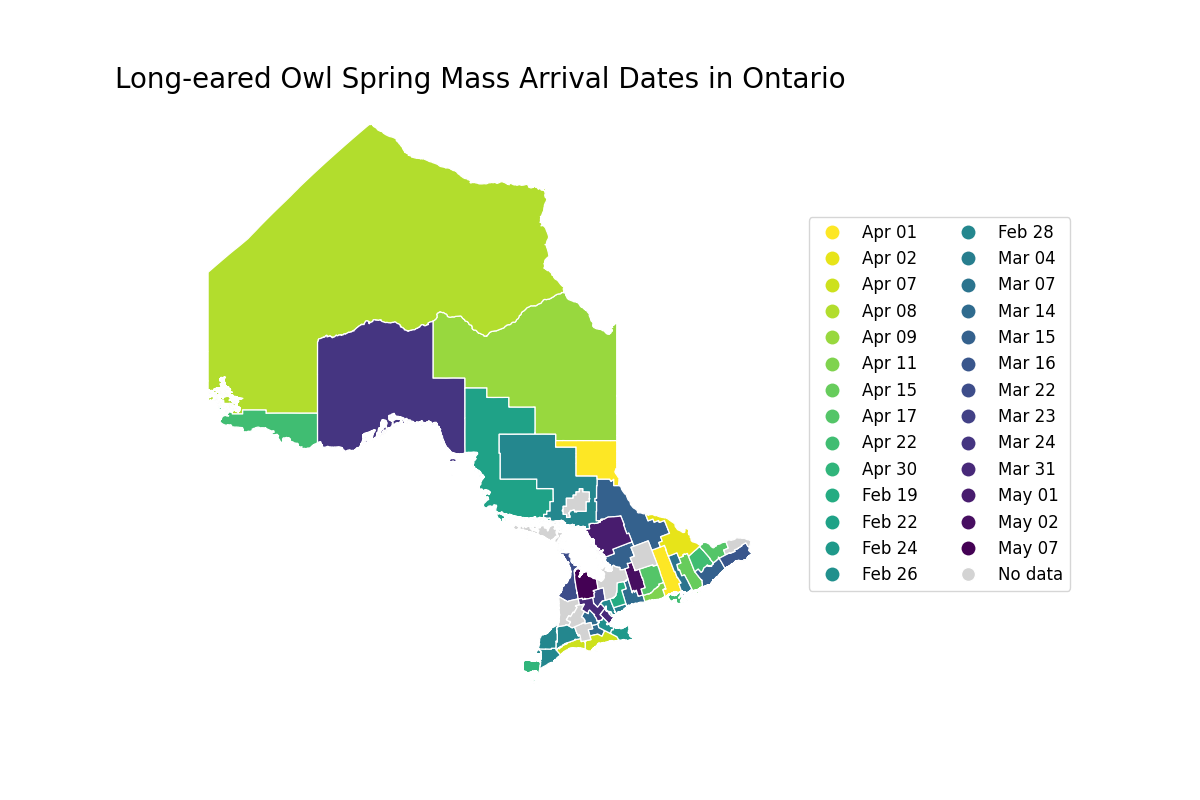 Long-eared Owl Spring Mass Arrival Dates in Ontario
Apr 01
Apr 02
Apr 07
Apr 08
Apr 09
Apr 11
Apr 15
Apr 17
Apr 22
Apr 30
Feb 19
Feb 22
Feb 24
Feb 26
Feb 28
Mar 04
Mar 07
Mar 14
Mar 15
Mar 16
Mar 22
Mar 23
Mar 24
Mar 31
May 01
May 02
May 07
No data